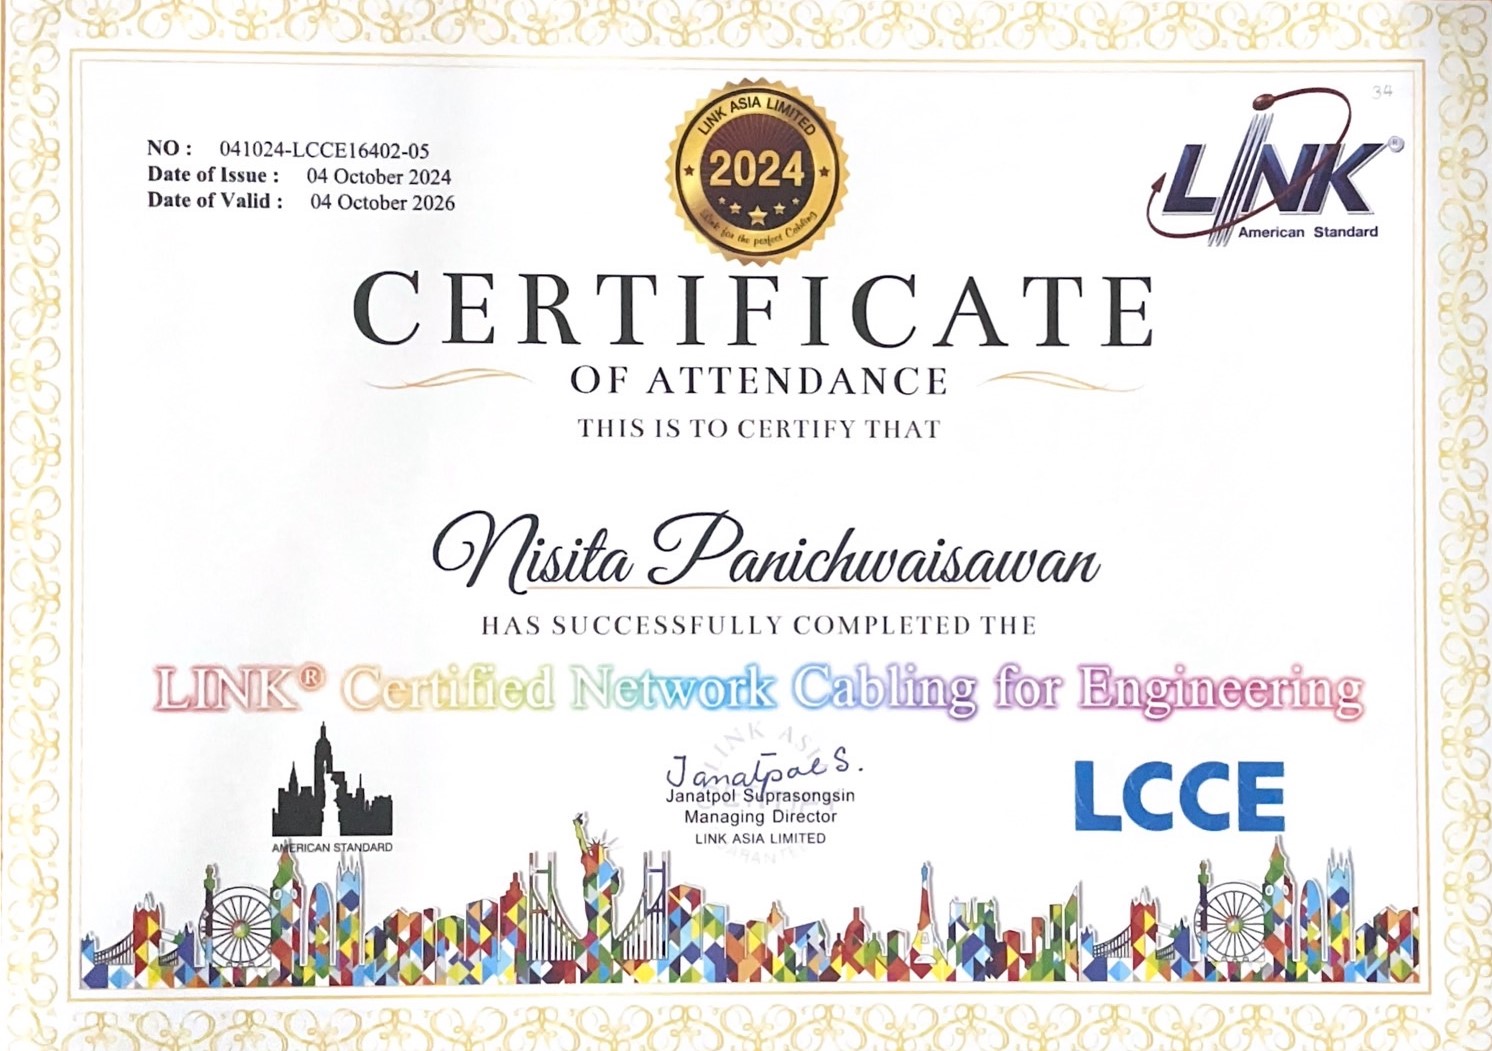 34
NO : 041024-LCCE16402-05
Date of Issue : 04 October 2024
Date of Valid : 04 October 2026
LINK ASIA LIMITED
2024
Link for the perfect Cabling
LINK®
American Standard
CERTIFICATE
OF ATTENDANCE
THIS IS TO CERTIFY THAT
Nisita Panichwaisawan
HAS SUCCESSFULLY COMPLETED THE
LINK® Certified Network Cabling for Engineering
AMERICAN STANDARD
LINK ASIA
Janatpol S.
Janatpol Suprasongsin
Managing Director
LINK ASIA LIMITED
LCCE